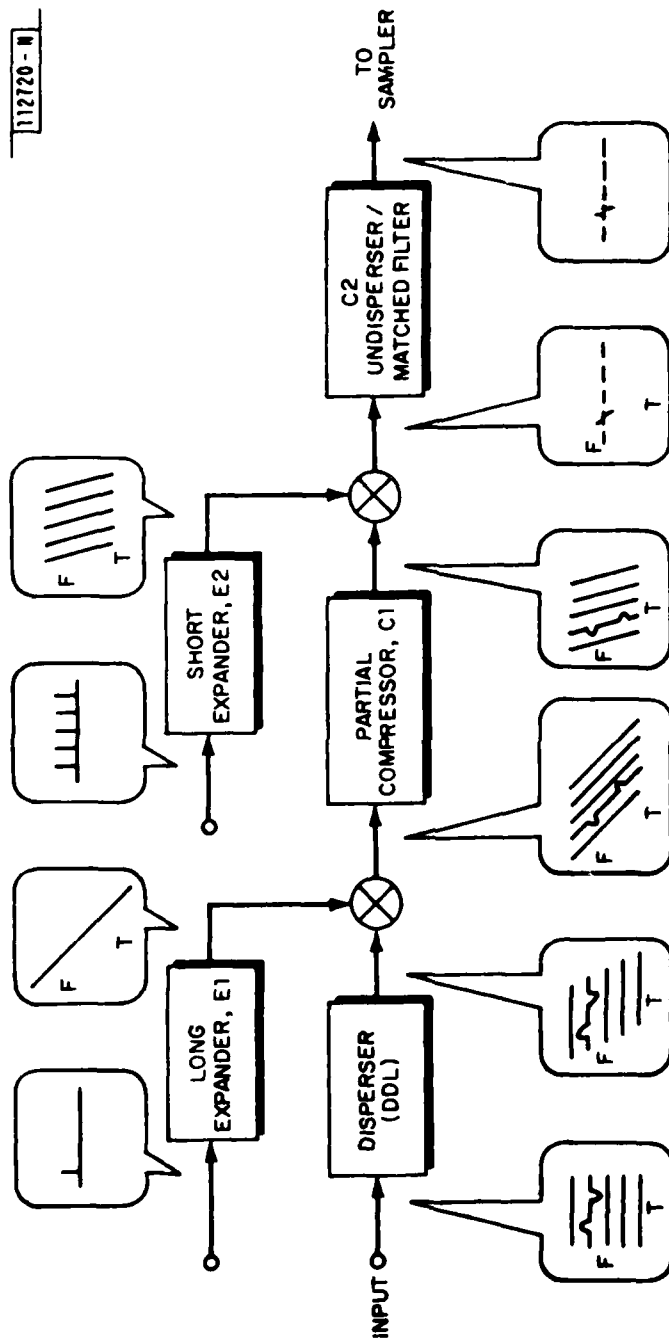 112720-N
F
T
F
T
LONG
EXPANDER, E1
SHORT
EXPANDER, E2
INPUT
DISPERSER
(DDL)
PARTIAL
COMPRESSOR, C1
C2
UNDISPERSER/
MATCHED FILTER
TO
SAMPLER
F
T
F
T
F
T
F
T
F
T